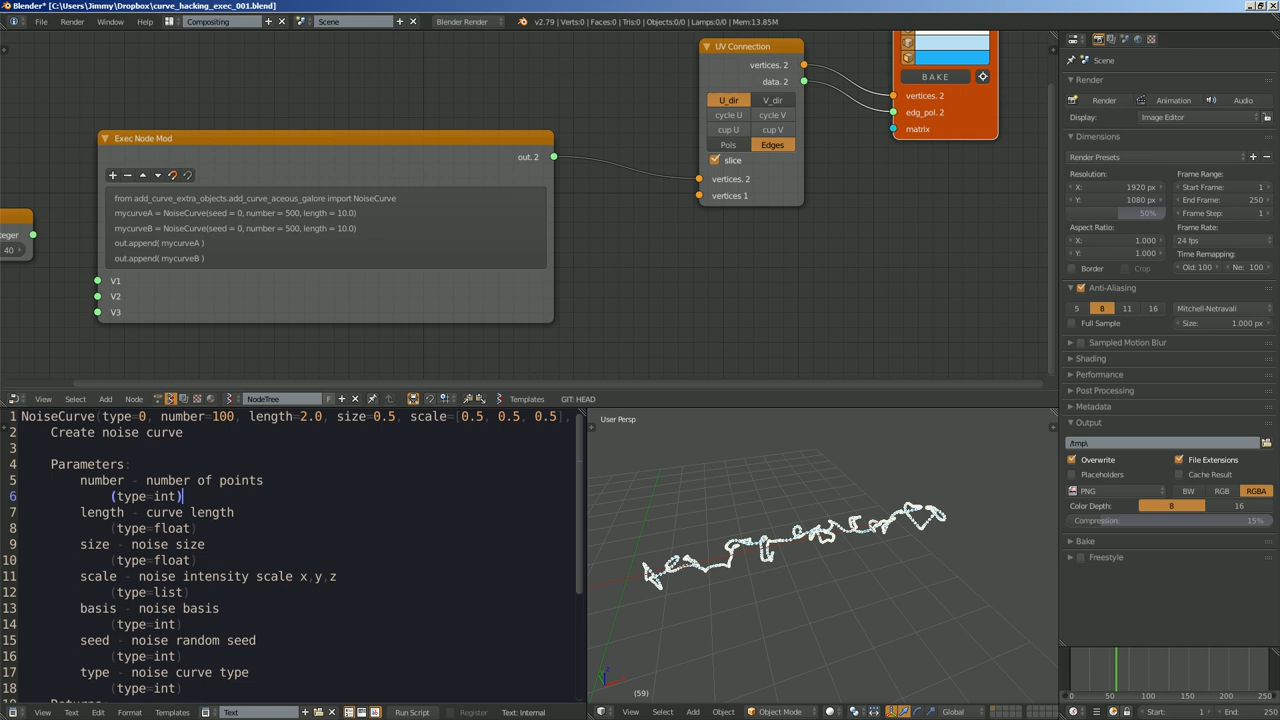 Blender* [C:\Users\Jimmy\Dropbox\curve_hacking_exec_001.blend]
File Render Window Help Compositing Scene Blender Render v2.79 | Verts:0 | Faces:0 | Tris:0 | Objects:0/0 | Lamps:0/0 | Mem:13.85M
UV Connection
vertices. 2
data. 2
U_dir V_dir
cycle U cycle V
cup U cup V
Pols Edges
slice
vertices. 2
vertices 1
BAKE
vertices. 2
edg_pol. 2
matrix
Exec Node Mod
out. 2
from add_curve_extra_objects.add_curve_aceous_galore import NoiseCurve
mycurveA = NoiseCurve(seed = 0, number = 500, length = 10.0)
mycurveB = NoiseCurve(seed = 0, number = 500, length = 10.0)
out.append( mycurveA )
out.append( mycurveB )
V1
V2
V3
40
View Select Add Node NodeTree F Templates GIT: HEAD
1 NoiseCurve(type=0, number=100, length=2.0, size=0.5, scale=[0.5, 0.5, 0.5],
2 Create noise curve
3
4 Parameters:
5 number - number of points
6 (type=int)
7 length - curve length
8 (type=float)
9 size - noise size
10 (type=float)
11 scale - noise intensity scale x,y,z
12 (type=list)
13 basis - noise basis
14 (type=int)
15 seed - noise random seed
16 (type=int)
17 type - noise curve type
18 (type=int)
View Text Edit Format Templates Text Run Script Register Text: Internal
User Persp
(59)
View Select Add Object Object Mode Global
Scene
Render
Render Animation Audio
Display: Image Editor
Dimensions
Render Presets
Resolution: Frame Range:
X: 1920 px Start Frame: 1
Y: 1080 px End Frame: 250
50% Frame Step: 1
Aspect Ratio: Frame Rate:
X: 1.000 24 fps
Y: 1.000 Time Remapping:
Border Crop Old: 100 Ne: 100
Anti-Aliasing
5 8 11 16 Mitchell-Netravali
Full Sample Size: 1.000 px
Sampled Motion Blur
Shading
Performance
Post Processing
Metadata
Output
/tmp\
Overwrite File Extensions
Placeholders Cache Result
PNG BW RGB RGBA
Color Depth: 8 16
Compression: 15%
Bake
Freestyle
0 50 100 150 200 250
Start: 1 End: 250